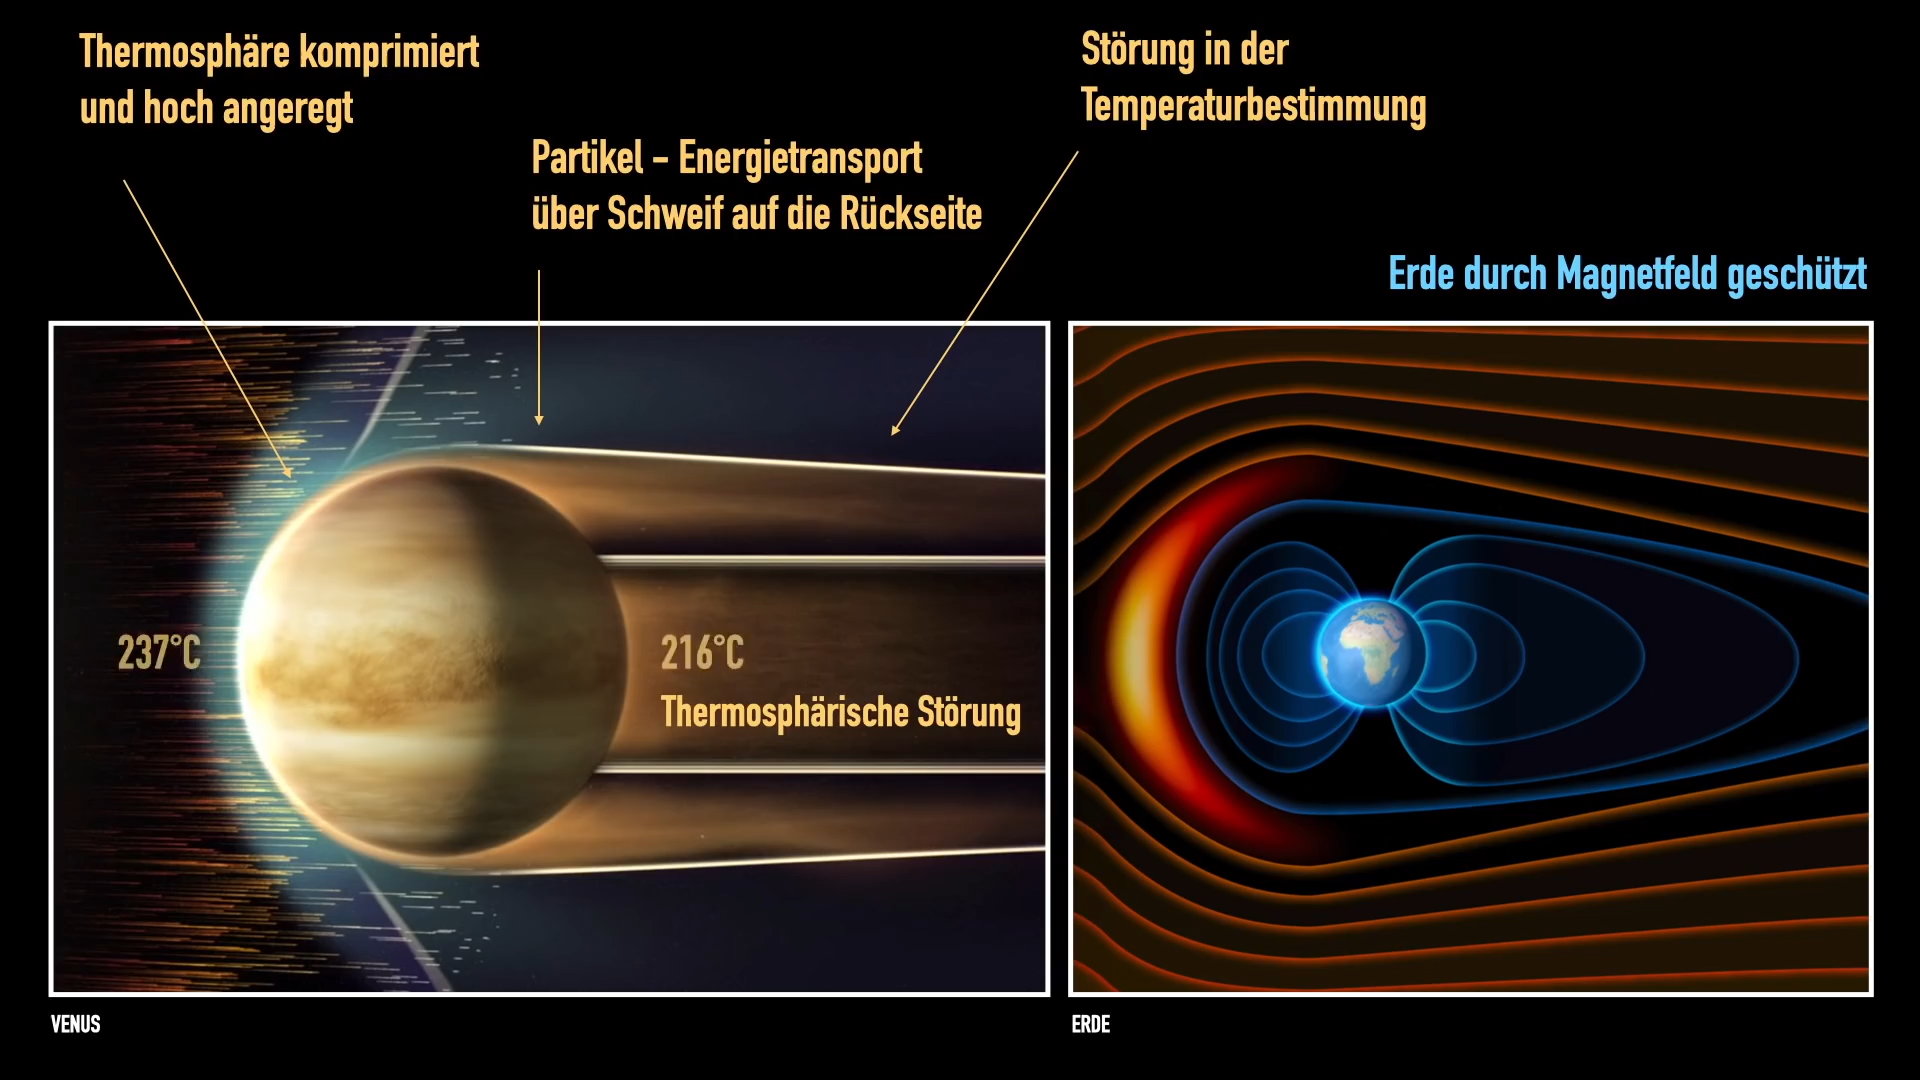 Thermosphäre komprimiert
und hoch angeregt
Partikel – Energietransport
über Schweif auf die Rückseite
Störung in der
Temperaturbestimmung
Erde durch Magnetfeld geschützt
237°C
216°C
Thermosphärische Störung
VENUS
ERDE